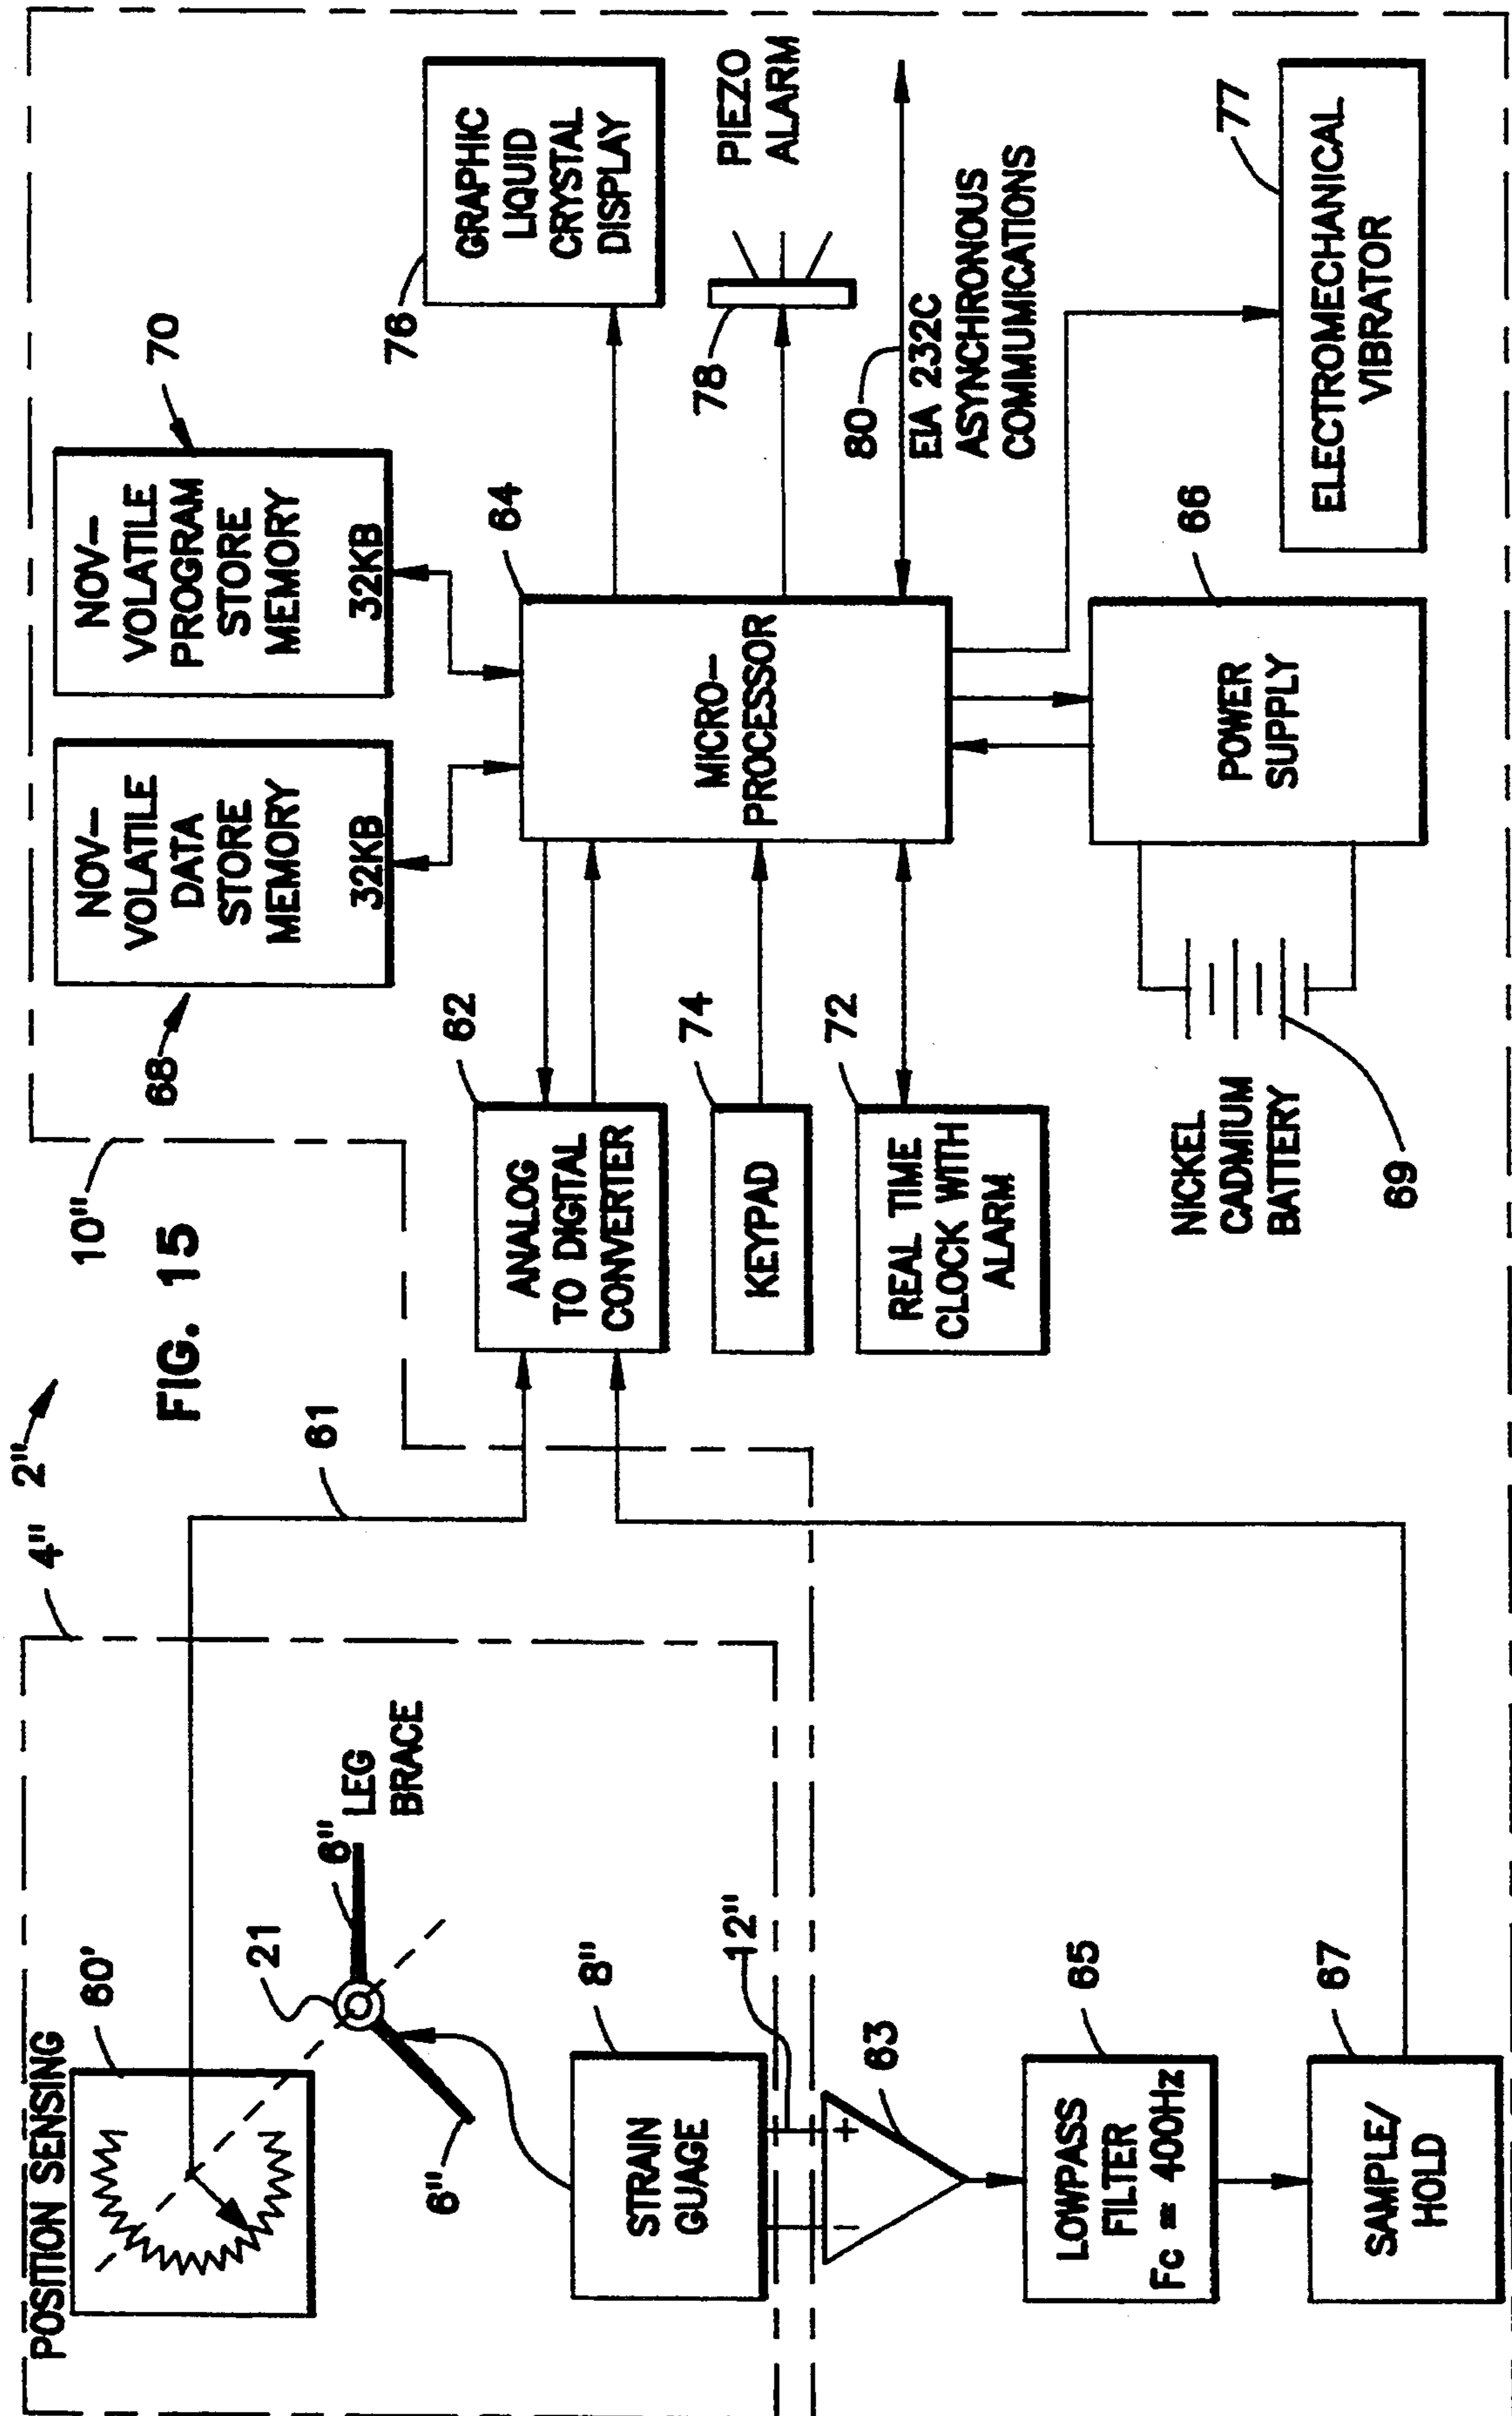 FIG. 15
2"
4"
10"
POSITION SENSING
60'
61
21
6"
LEG
BRACE
6"
STRAIN
GUAGE
8"
12"
+
−
63
LOWPASS
FILTER
Fc = 400Hz
65
SAMPLE/
HOLD
67
ANALOG
TO DIGITAL
CONVERTER
62
KEYPAD
74
REAL TIME
CLOCK WITH
ALARM
72
NICKEL
CADMIUM
BATTERY
69
NOV-
VOLATILE
DATA
STORE
MEMORY
32KB
68
NOV-
VOLATILE
PROGRAM
STORE
MEMORY
32KB
70
MICRO-
PROCESSOR
64
POWER
SUPPLY
66
GRAPHIC
LIQUID
CRYSTAL
DISPLAY
76
PIEZO
ALARM
78
80
EIA 232C
ASYNCHRONOUS
COMMUMICATIONS
ELECTROMECHANICAL
VIBRATOR
77